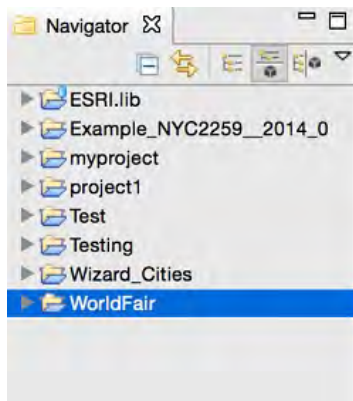 Navigator
ESRI.lib
Example_NYC2259__2014_0
myproject
project1
Test
Testing
Wizard_Cities
WorldFair